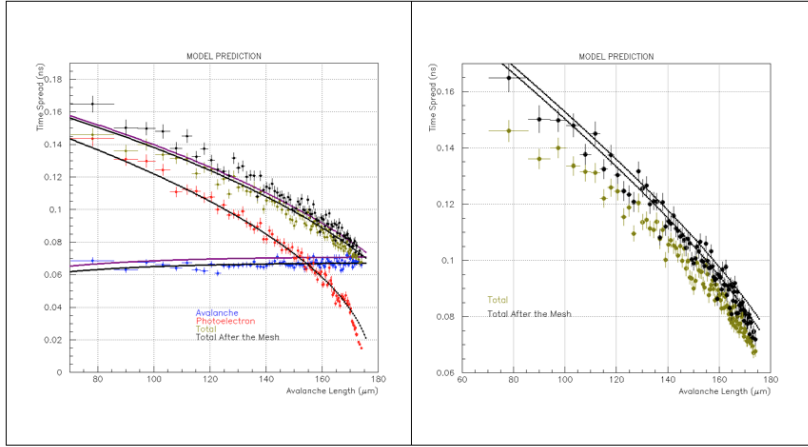 MODEL PREDICTION
Time Spread (ns)
0.18
0.16
0.14
0.12
0.1
0.08
0.06
0.04
0.02
0
Avalanche
Photoelectron
Total
Total After the Mesh
80
100
120
140
160
180
Avalanche Length (μm)
MODEL PREDICTION
Time Spread (ns)
0.16
0.14
0.12
0.1
0.08
0.06
Total
Total After the Mesh
60
80
100
120
140
160
180
Avalanche Length (μm)